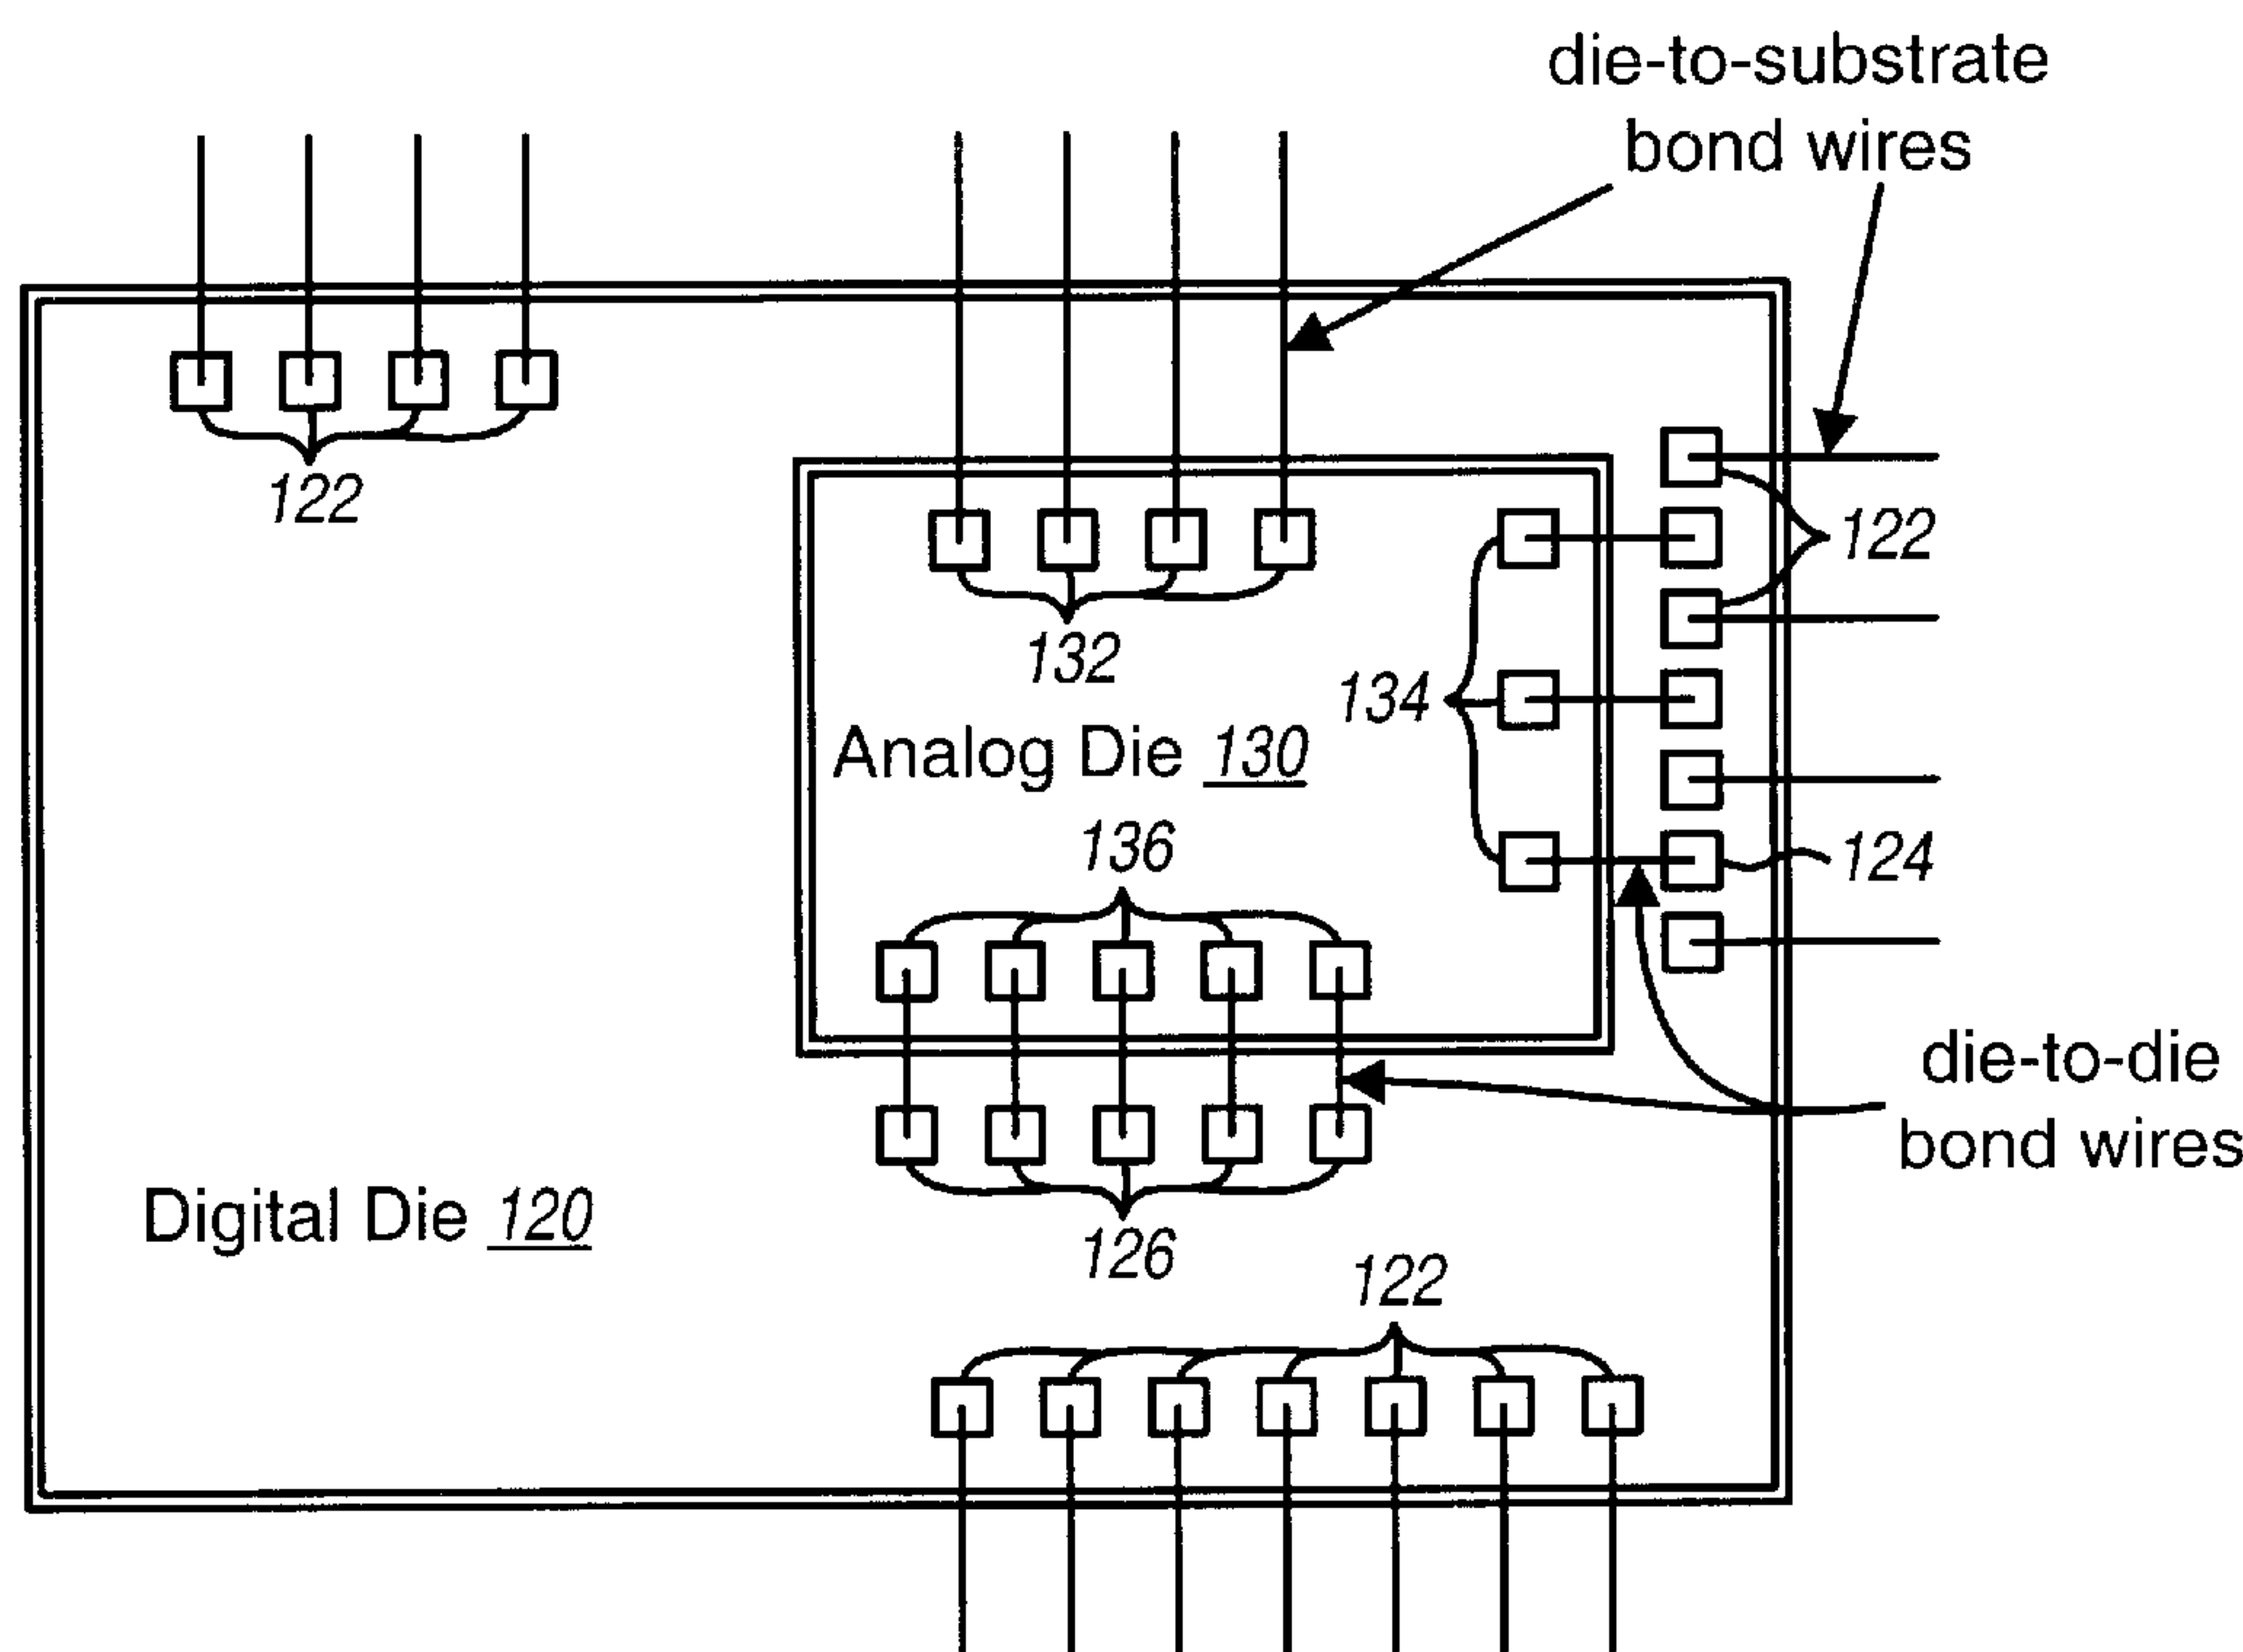 die-to-substrate
bond wires
122
122
132
134
Analog Die 130
136
124
die-to-die
bond wires
Digital Die 120
126
122